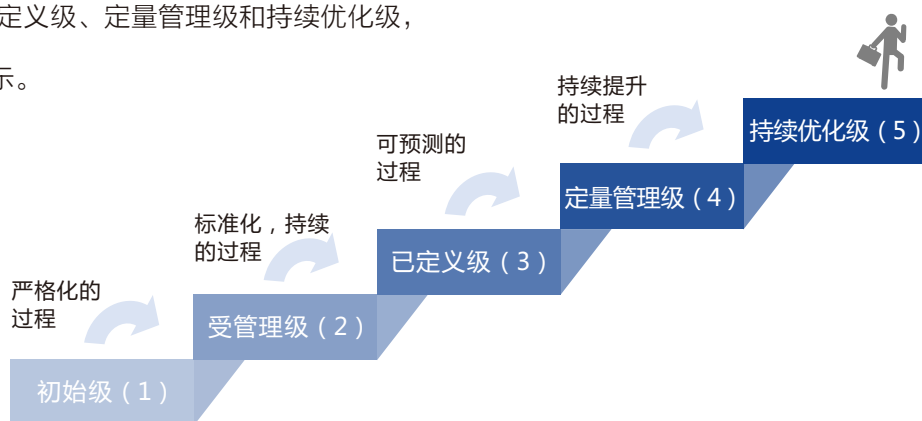 定义级、定量管理级和持续优化级，
示。
持续提升
的过程
持续优化级（5）
可预测的
过程
定量管理级（4）
标准化，持续
的过程
已定义级（3）
严格化的
过程
受管理级（2）
初始级（1）